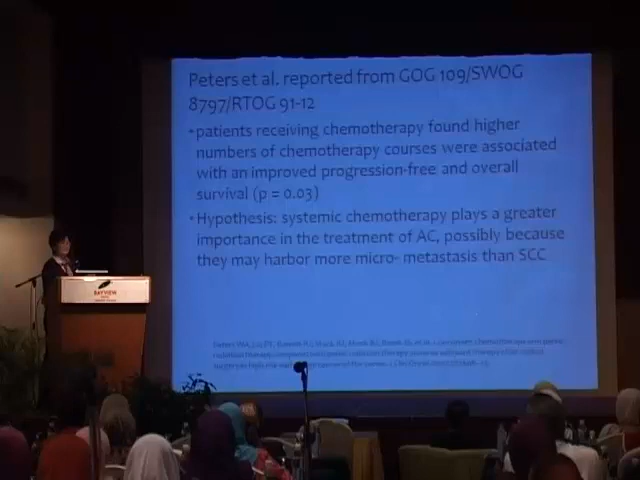 Peters et al. reported from GOG 109/SWOG
8797/RTOG 91-12
• patients receiving chemotherapy found higher
numbers of chemotherapy courses were associated
with an improved progression-free and overall
survival (p = 0.03)
• Hypothesis: systemic chemotherapy plays a greater
importance in the treatment of AC, possibly because
they may harbor more micro- metastasis than SCC
BAYVIEW